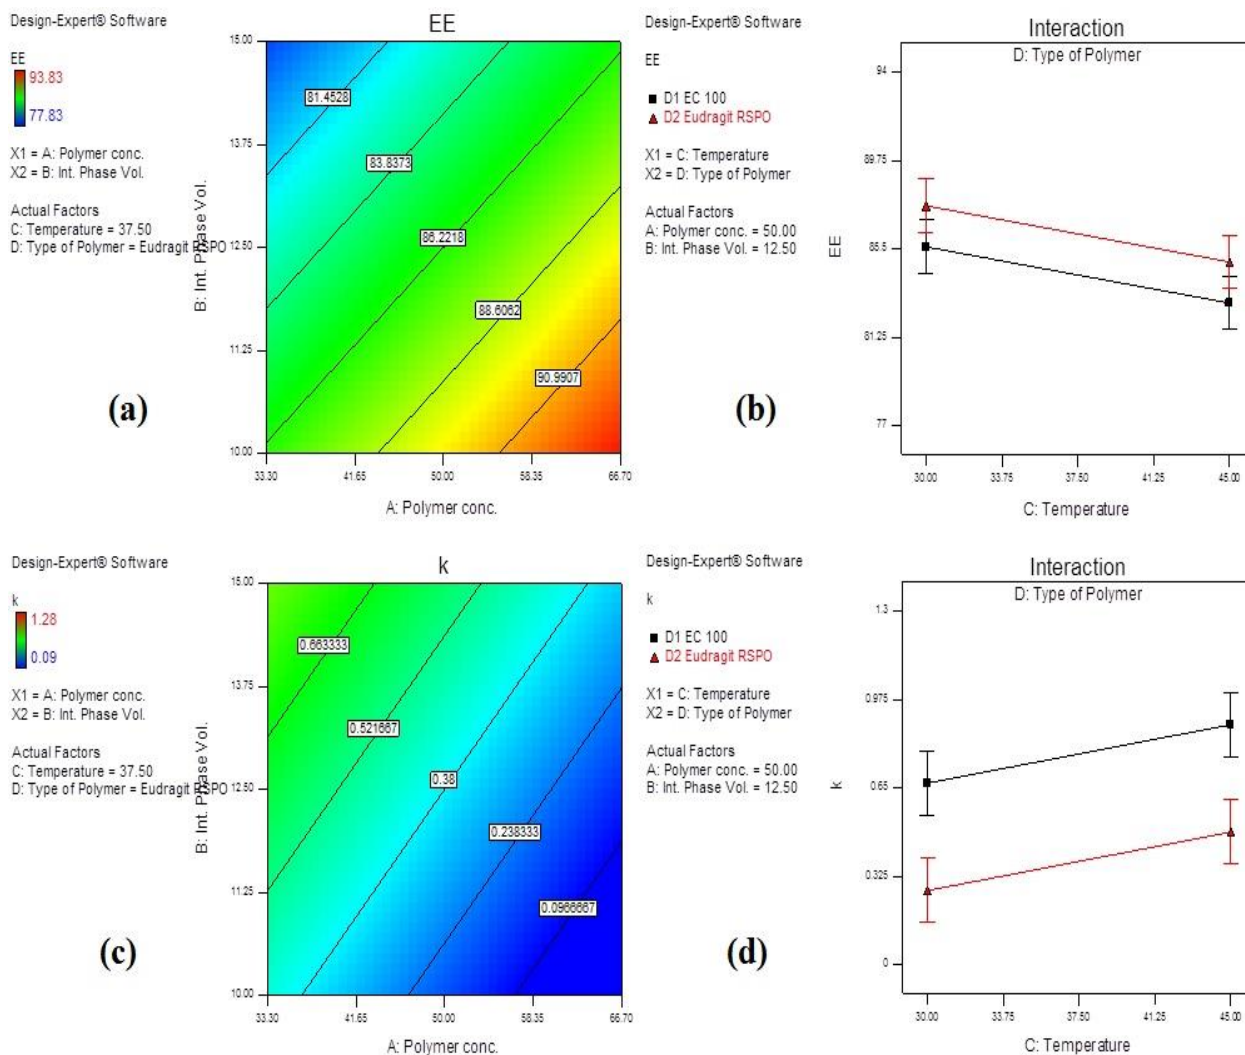 Design-Expert® Software
EE
93.83
77.83
X1 = A: Polymer conc.
X2 = B: Int. Phase Vol.
Actual Factors
C: Temperature = 37.50
D: Type of Polymer = Eudragit RSPO
(a)
EE
15.00
13.75
12.50
11.25
10.00
B: Int. Phase Vol.
81.4528
83.8373
86.2218
88.6062
90.9907
33.30 41.65 50.00 58.35 66.70
A: Polymer conc.
Design-Expert® Software
EE
D1 EC 100
D2 Eudragit RSPO
X1 = C: Temperature
X2 = D: Type of Polymer
Actual Factors
A: Polymer conc. = 50.00
B: Int. Phase Vol. = 12.50
(b)
Interaction
D: Type of Polymer
94
89.75
85.5
81.25
77
EE
30.00 33.75 37.50 41.25 45.00
C: Temperature
Design-Expert® Software
k
1.28
0.09
X1 = A: Polymer conc.
X2 = B: Int. Phase Vol.
Actual Factors
C: Temperature = 37.50
D: Type of Polymer = Eudragit RSPO
(c)
k
15.00
13.75
12.50
11.25
10.00
B: Int. Phase Vol.
0.663333
0.521667
0.38
0.238333
0.0966667
33.30 41.65 50.00 58.35 66.70
A: Polymer conc.
Design-Expert® Software
k
D1 EC 100
D2 Eudragit RSPO
X1 = C: Temperature
X2 = D: Type of Polymer
Actual Factors
A: Polymer conc. = 50.00
B: Int. Phase Vol. = 12.50
(d)
Interaction
D: Type of Polymer
1.3
0.975
0.65
0.325
0
k
30.00 33.75 37.50 41.25 45.00
C: Temperature